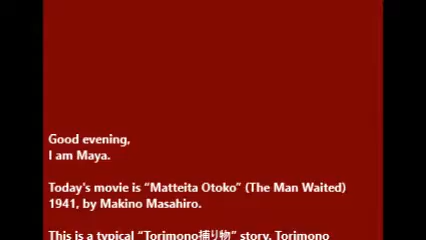 Good evening,
I am Maya.
Today's movie is “Matteita Otoko” (The Man Waited)
1941, by Makino Masahiro.
This is a typical “Torimono捕り物” story. Torimono